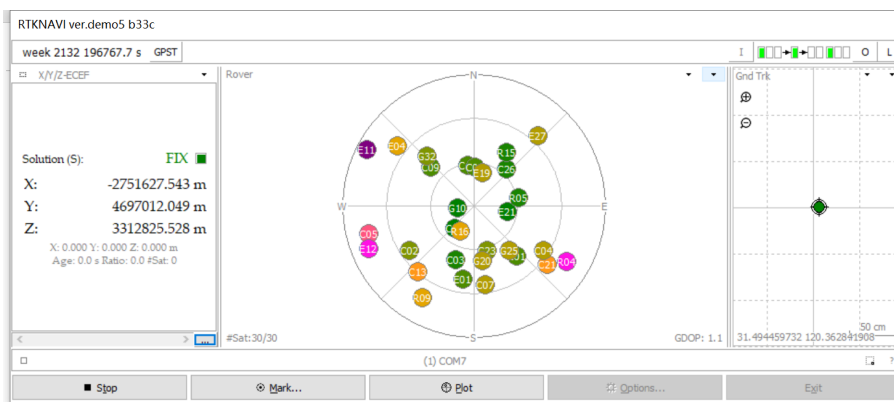 RTKNAVI ver.demo5 b33c
week 2132 196767.7 s GPST
I
O
L
X/Y/Z-ECEF
Rover
Gnd Trk
Solution (S): FIX
X: -2751627.543 m
Y: 4697012.049 m
Z: 3312825.528 m
X: 0.000 Y: 0.000 Z: 0.000 m
Age: 0.0 s Ratio: 0.0 #Sat: 0
N
E27
E11
E04
R15
G32
C09
C26
E19
R05
W
G10
E21
E
R16
C05
E12
C02
C23
G25
C04
C03
G20
C21
R04
C13
E01
C07
R09
S
...
#Sat:30/30
GDOP: 1.1
50 cm
31.494459732 120.362841908
(1) COM7
?
Stop
Mark...
Plot
Options...
Exit